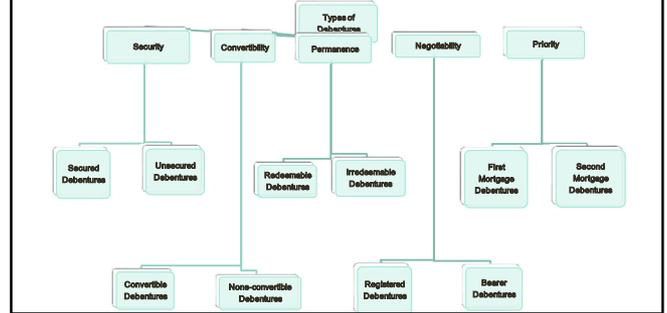 Types of
Debentures
Security
Convertibility
Permanence
Negotiability
Priority
Secured
Debentures
Unsecured
Debentures
Redeemable
Debentures
Irredeemable
Debentures
First
Mortgage
Debentures
Second
Mortgage
Debentures
Convertible
Debentures
None-convertible
Debentures
Registered
Debentures
Bearer
Debentures